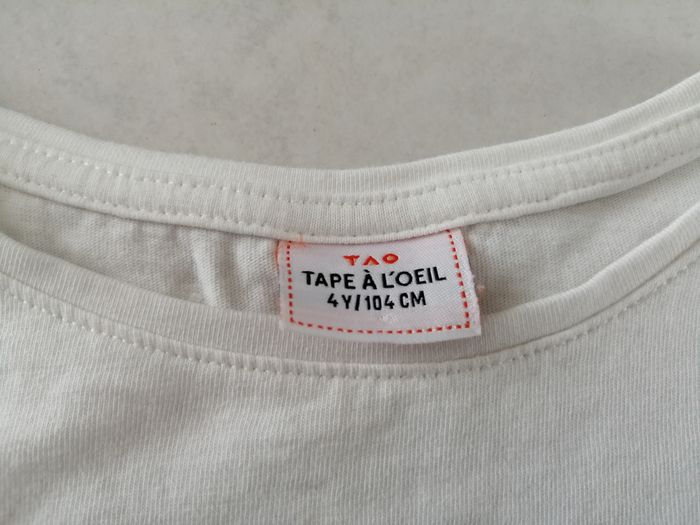 TAO
TAPE À L'OEIL
4Y/104 CM